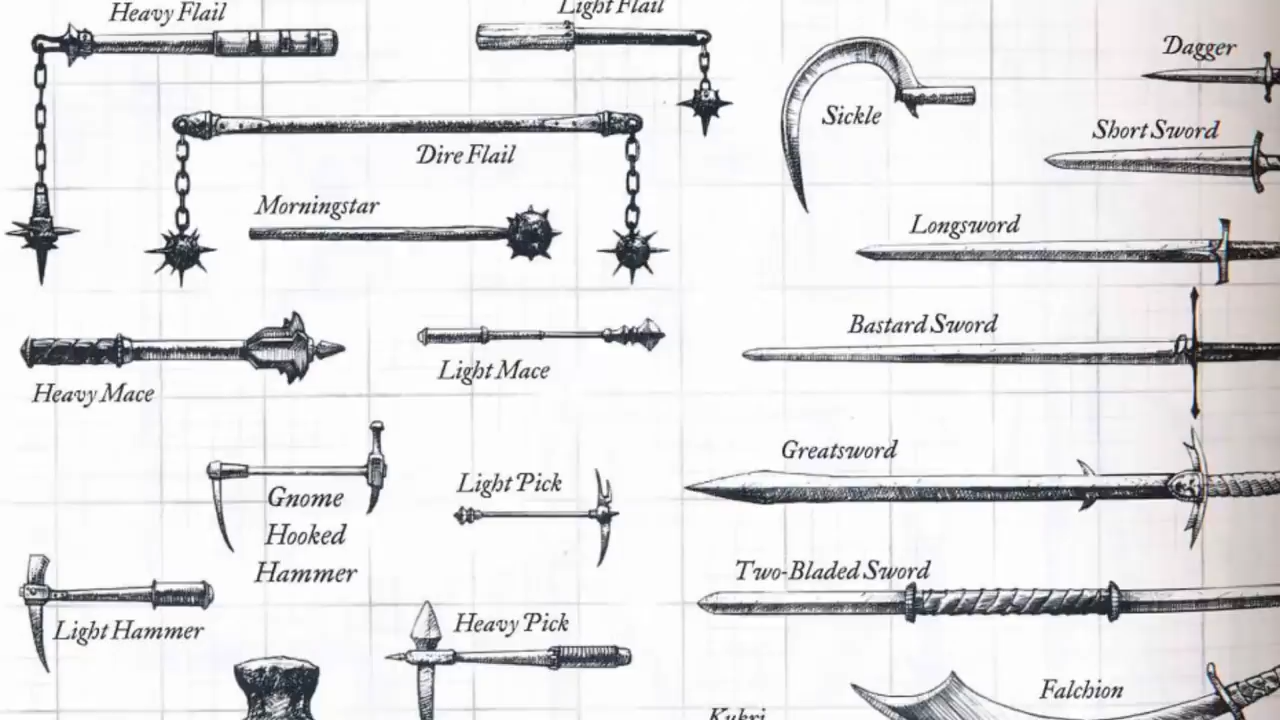 Heavy Flail
Light Flail
Dagger
Sickle
Short Sword
Dire Flail
Morningstar
Longsword
Bastard Sword
Heavy Mace
Light Mace
Greatsword
Gnome
Hooked
Hammer
Light Pick
Two-Bladed Sword
Light Hammer
Heavy Pick
Falchion
Kukri